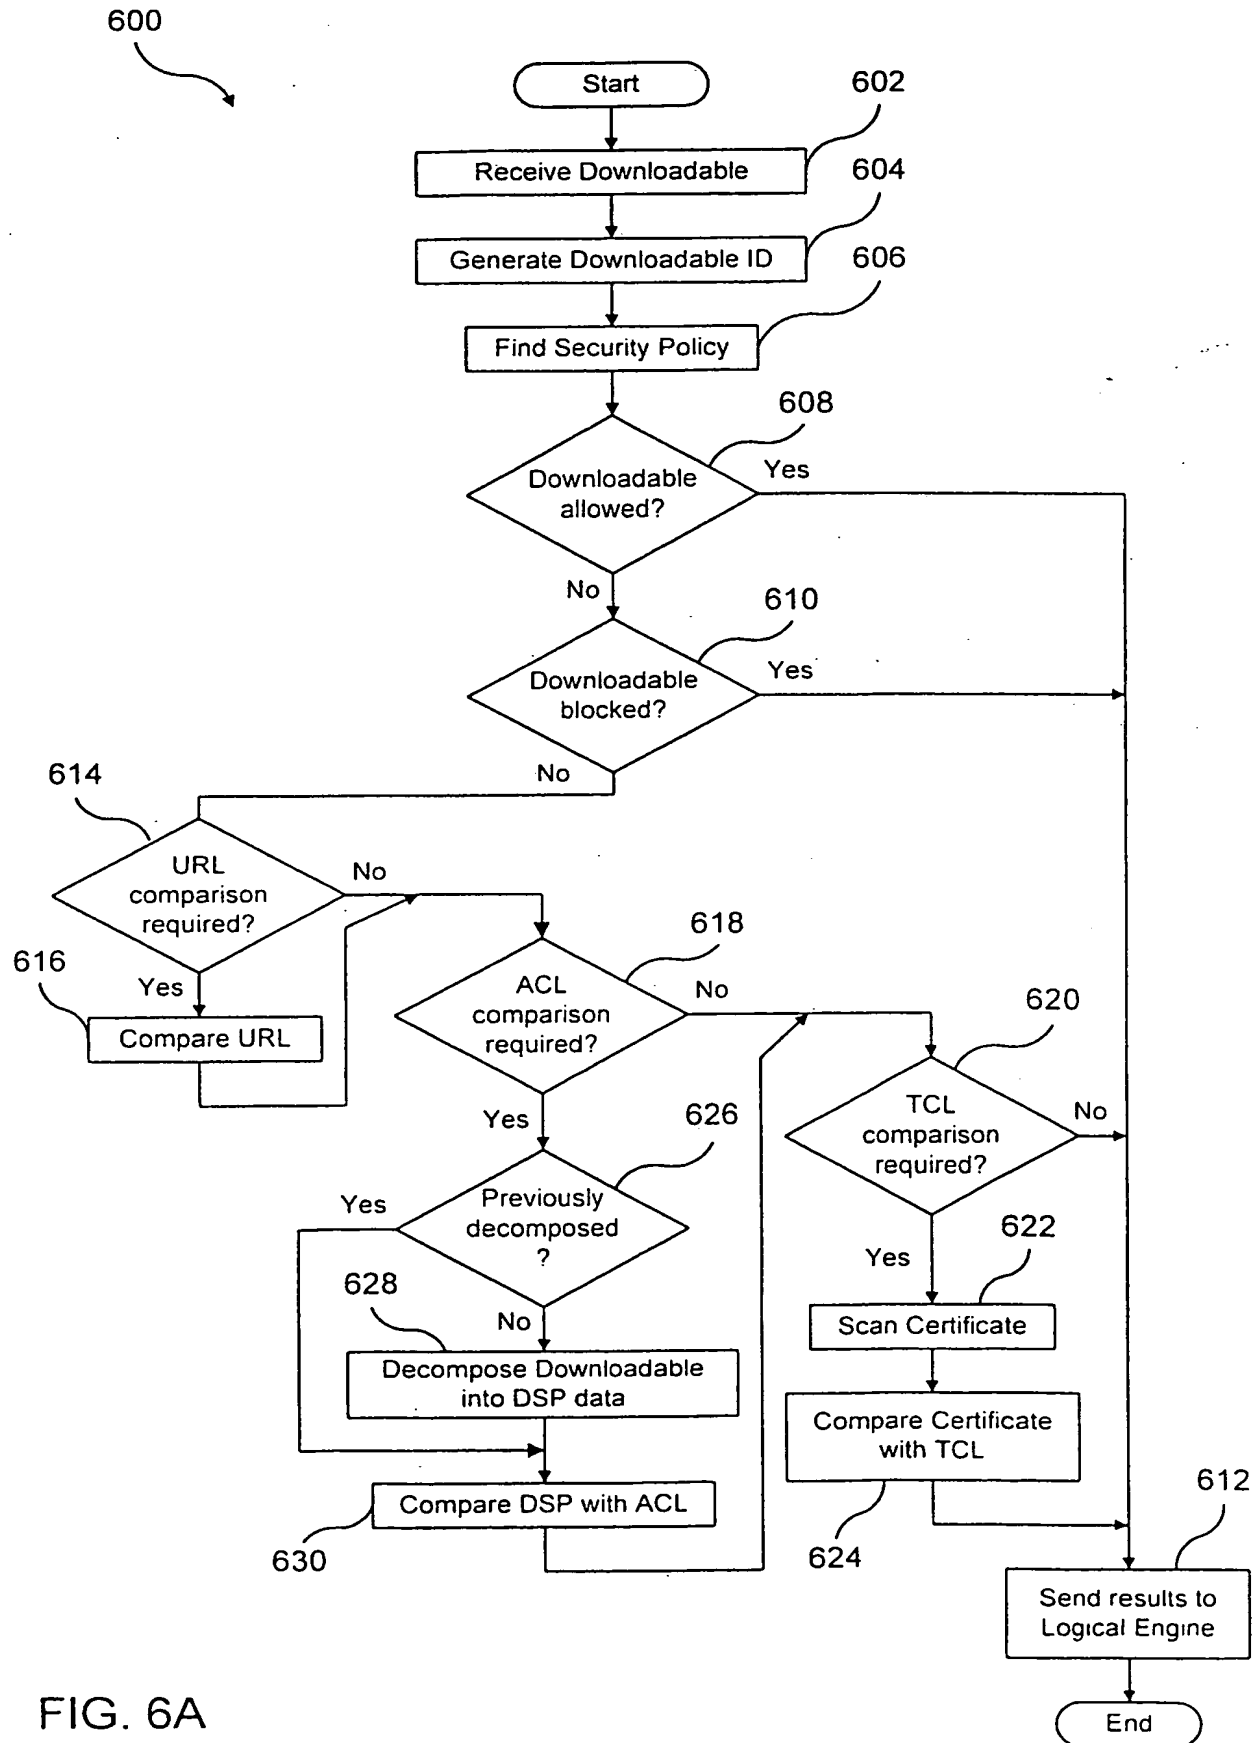 600
Start
602
Receive Downloadable
604
Generate Downloadable ID
606
Find Security Policy
608
Downloadable
allowed?
Yes
No
610
Downloadable
blocked?
Yes
No
614
URL
comparison
required?
No
Yes
616
Compare URL
618
ACL
comparison
required?
No
Yes
620
TCL
comparison
required?
No
Yes
626
Previously
decomposed
?
Yes
No
622
Scan Certificate
628
Decompose Downloadable
into DSP data
Compare Certificate
with TCL
624
Compare DSP with ACL
630
612
Send results to
Logical Engine
End
FIG. 6A